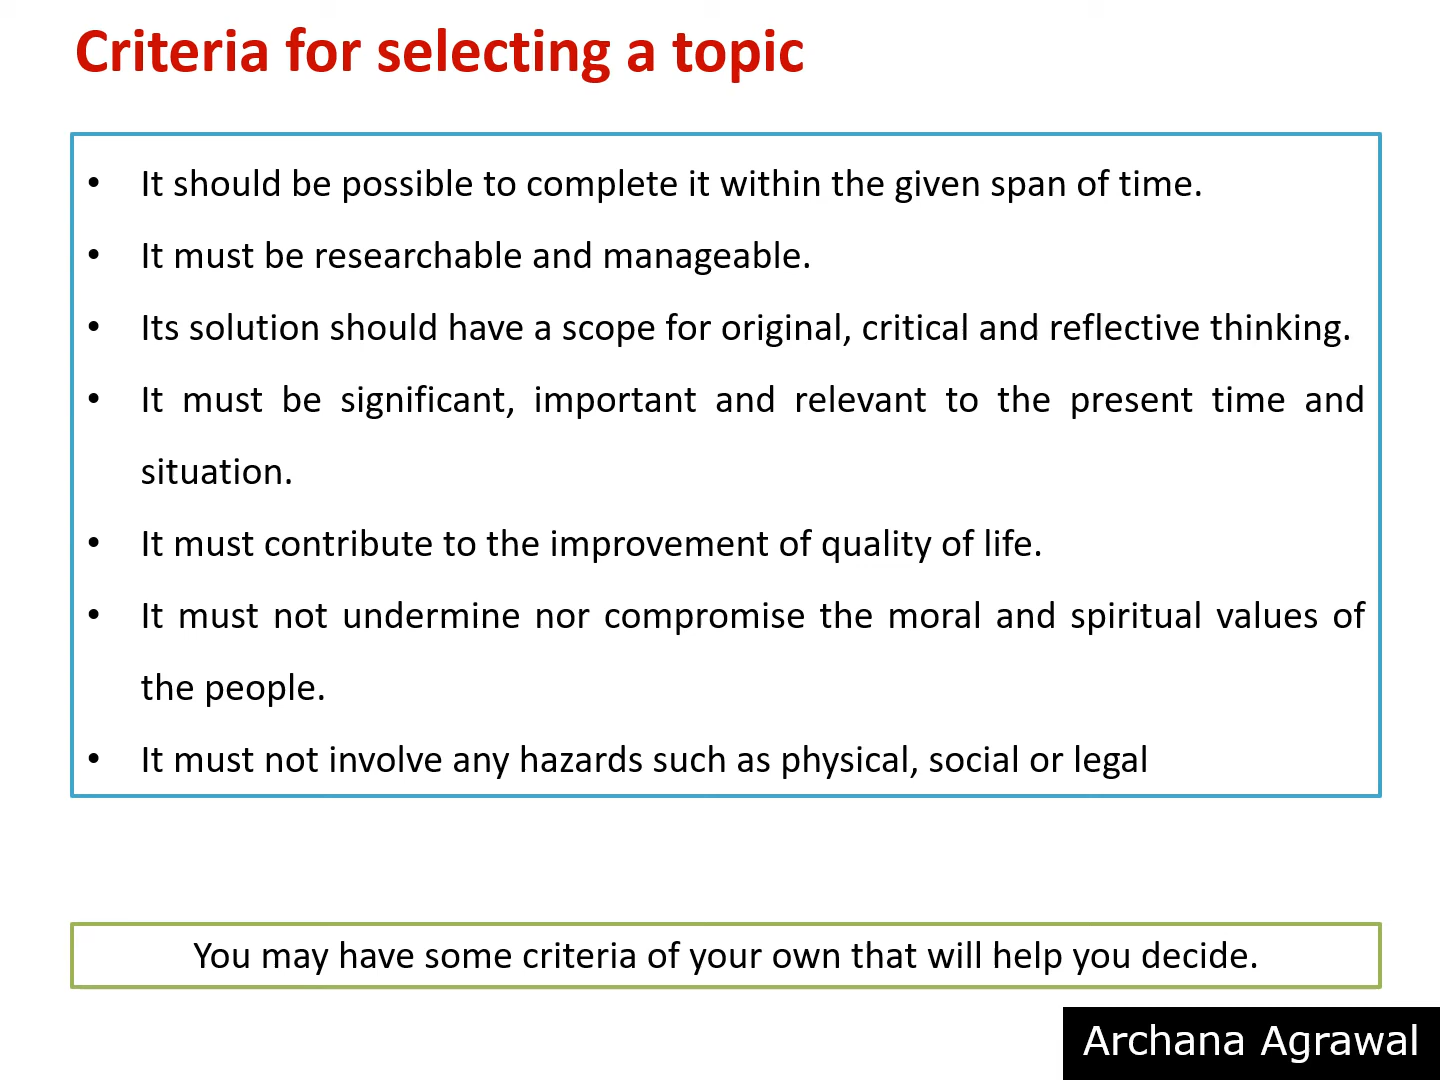 Criteria for selecting a topic
• It should be possible to complete it within the given span of time.
• It must be researchable and manageable.
• Its solution should have a scope for original, critical and reflective thinking.
• It must be significant, important and relevant to the present time and
situation.
• It must contribute to the improvement of quality of life.
• It must not undermine nor compromise the moral and spiritual values of
the people.
• It must not involve any hazards such as physical, social or legal
You may have some criteria of your own that will help you decide.
Archana Agrawal